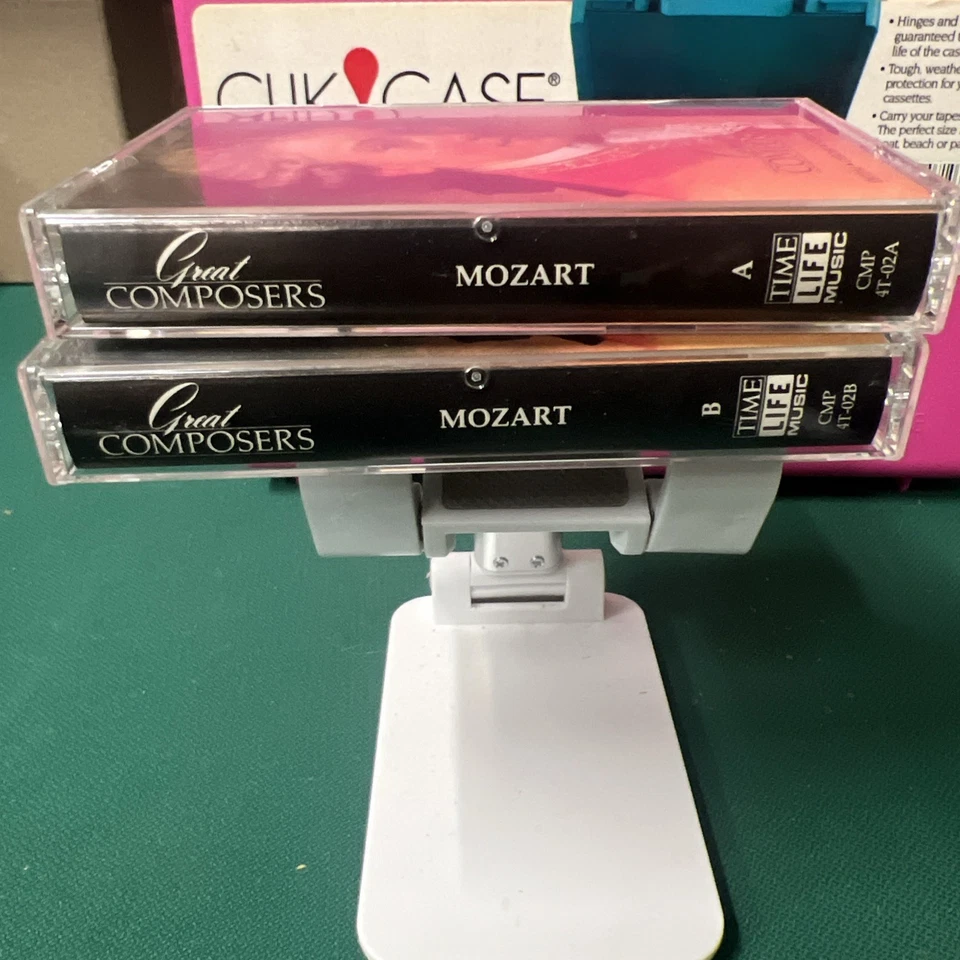 • Hinges and
guaranteed
life of the cas
• Tough, weathe
protection for y
cassettes.
• Carry your tapes
The perfect size
oat, beach or pa
CLIK CASE®
Great
COMPOSERS
MOZART
A
TIME
LIFE
MUSIC
CMP
4T-02A
Great
COMPOSERS
MOZART
B
TIME
LIFE
MUSIC
CMP
4T-02B